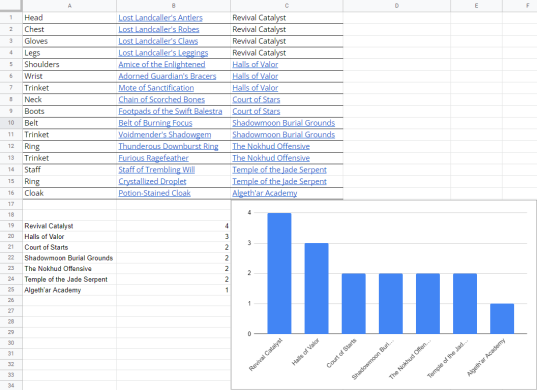 A B C D E F
1 Head Lost Landcaller's Antlers Revival Catalyst
2 Chest Lost Landcaller's Robes Revival Catalyst
3 Gloves Lost Landcaller's Claws Revival Catalyst
4 Legs Lost Landcaller's Leggings Revival Catalyst
5 Shoulders Amice of the Enlightened Halls of Valor
6 Wrist Adorned Guardian's Bracers Halls of Valor
7 Trinket Mote of Sanctification Halls of Valor
8 Neck Chain of Scorched Bones Court of Stars
9 Boots Footpads of the Swift Balestra Court of Stars
10 Belt Belt of Burning Focus Shadowmoon Burial Grounds
11 Trinket Voidmender's Shadowgem Shadowmoon Burial Grounds
12 Ring Thunderous Downburst Ring The Nokhud Offensive
13 Trinket Furious Ragefeather The Nokhud Offensive
14 Staff Staff of Trembling Will Temple of the Jade Serpent
15 Ring Crystallized Droplet Temple of the Jade Serpent
16 Cloak Potion-Stained Cloak Algeth'ar Academy
17
18
19 Revival Catalyst 4
20 Halls of Valor 3
21 Court of Starts 2
22 Shadowmoon Burial Grounds 2
23 The Nokhud Offensive 2
24 Temple of the Jade Serpent 2
25 Algeth'ar Academy 1
26
27
28
29
30
31
32
33
34
4
3
2
1
0
Revival Catalyst
Halls of Valor
Court of Starts
Shadowmoon Buri...
The Nokhud Offen...
Temple of the Jad...
Algeth'ar Academy